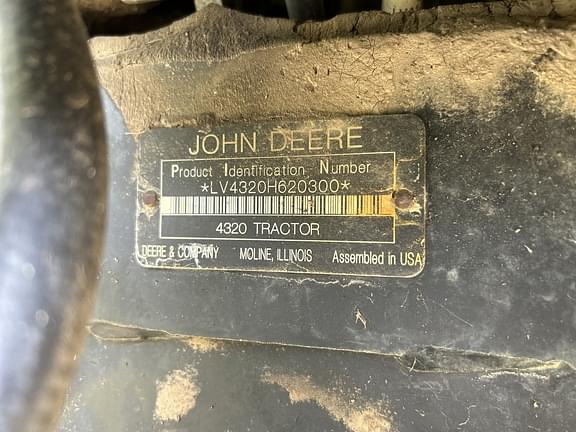 JOHN DEERE
Product Identification Number
*LV4320H620300*
4320 TRACTOR
DEERE & COMPANY MOLINE, ILLINOIS Assembled in USA